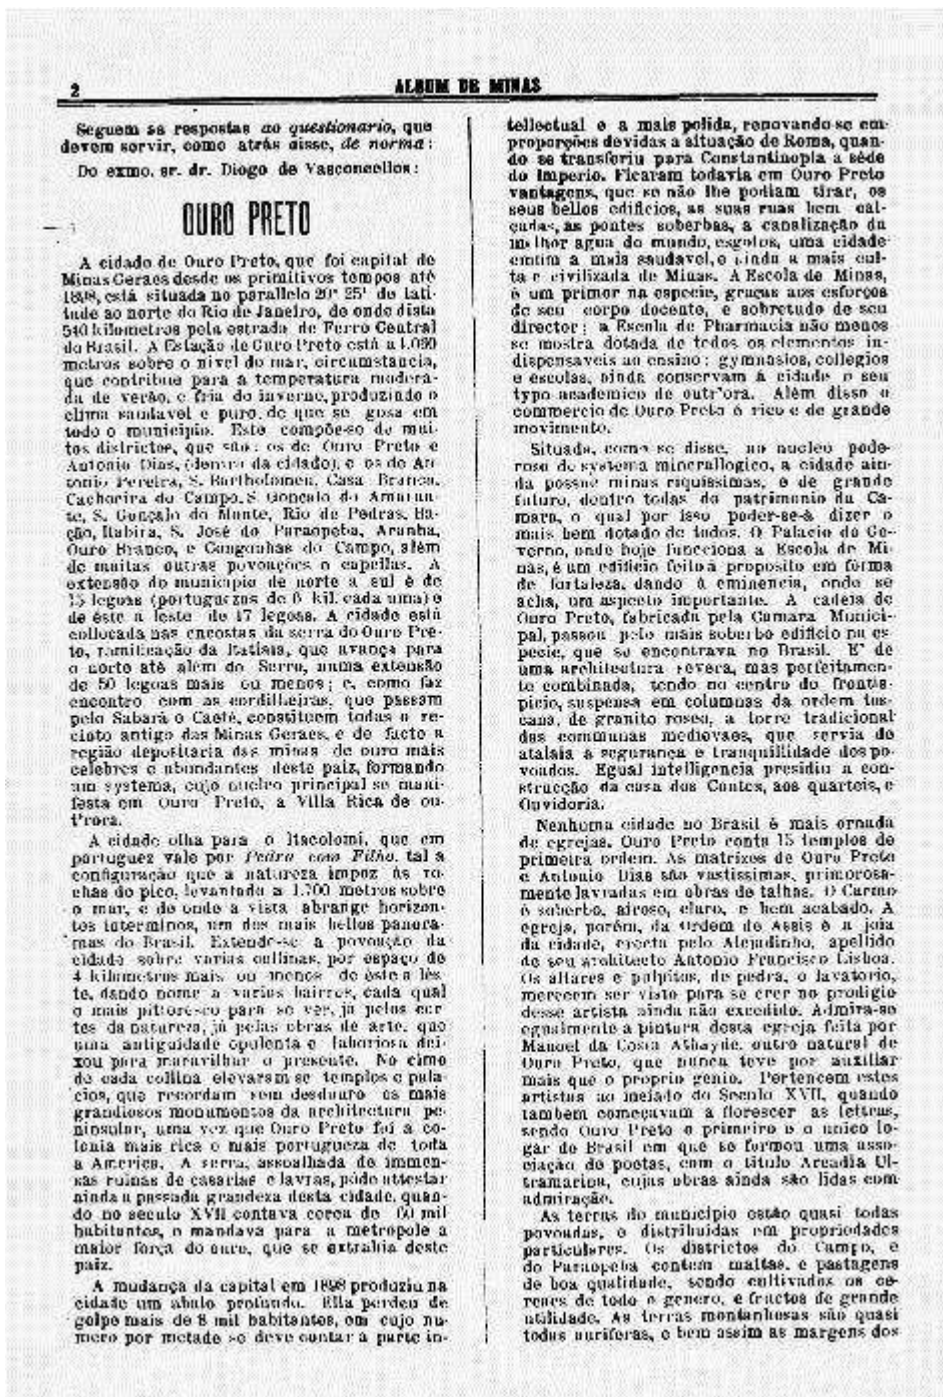 2
ALBUM DE MINAS
Seguem as respostas ao questionario, que
devem servir, como atrás disse, de norma:
Do exmo. sr. dr. Diogo de Vasconcellos:
OURO PRETO
A cidade de Ouro Preto, que foi capital de
Minas Geraes desde os primitivos tempos até
1898, está situada no parallelo 20º 25' de lati-
tude ao norte do Rio de Janeiro, de onde dista
540 kilometros pela estrada de Ferro Central
do Brasil. A Estação de Ouro Preto está a 1.060
metros sobre o nivel do mar, circumstancia,
que contribue para a temperatura modera-
da de verão, e fria do inverno, produzindo o
clima saudavel e puro, de que se gosa em
todo o municipio. Este compõe-se de mui-
tos districtos, que são: os de Ouro Preto e
Antonio Dias, (dentro da cidade), e os de An-
tonio Pereira, S. Bartholomeu, Casa Branca,
Cachoeira do Campo, S. Gonçalo do Amaran-
te, S. Gonçalo do Monte, Rio de Pedras, Ba-
ção, Itabira, S. José do Paraopeba, Aranha,
Ouro Branco, e Congonhas do Campo, além
de muitas outras povoações e capellas. A
extensão do municipio de norte a sul é de
15 legoas (portuguezas de 6 kil. cada uma) e
de éste a leste de 17 legoas. A cidade está
collocada nas encostas da serra do Ouro Pre-
to, ramificação da Itatiaia, que avança para
o norte até além do Serro, numa extensão
de 50 legoas mais ou menos; e, como faz
encontro com as cordilheiras, que passam
pelo Sabará e Caeté, constituem todas o re-
cinto antigo das Minas Geraes, e de facto a
região depositaria das minas de ouro mais
celebres e abundantes deste paiz, formando
um systema, cujo nucleo principal se mani-
festa em Ouro Preto, a Villa Rica de ou-
t'rora.
A cidade olha para o Itacolomi, que em
portuguez vale por Pedra com Filho, tal a
configuração que a natureza impoz ás ro-
chas do pico, levantado a 1.700 metros sobre
o mar, e de onde a vista abrange horizon-
tes interminos, um dos mais bellos panora-
mas do Brasil. Extende-se a povoação da
cidade sobre varias collinas, por espaço de
4 kilometros mais ou menos de éste a lés-
te, dando nome a varios bairros, cada qual
o mais pittoresco para se ver, já pelos cor-
tes da natureza, já pelas obras de arte, que
uma antiguidade opulenta e laboriosa dei-
xou para maravilhar o presente. No cimo
de cada collina elevaram-se templos e pala-
cios, que recordam sem desdouro os mais
grandiosos monumentos da architectura pe-
ninsular, uma vez que Ouro Preto foi a co-
lonia mais rica e mais portugueza de toda
a America. A serra, assoalhada de immen-
sas ruinas de casarias e lavras, póde attestar
ainda a passada grandeza desta cidade, quan-
do no seculo XVII contava cerca de 60 mil
habitantes, e mandava para a metropole a
maior força do ouro, que se extrahia deste
paiz.
A mudança da capital em 1898 produziu na
cidade um abalo profundo. Ella perdeu de
golpe mais de 8 mil habitantes, em cujo nu-
mero por metade se deve contar a parte in-
tellectual e a mais polida, renovando-se em
proporções devidas a situação de Roma, quan-
do se transferiu para Constantinopla a séde
do Imperio. Ficaram todavia em Ouro Preto
vantagens, que se não lhe podiam tirar, os
seus bellos edificios, as suas ruas bem cal-
çadas, as pontes soberbas, a canalização da
melhor agua do mundo, esgotos, uma cidade
emfim a mais saudavel, e ainda a mais cul-
ta e civilizada de Minas. A Escola de Minas,
é um primor na especie, graças aos esforços
de seu corpo docente, e sobretudo de seu
director; a Escola de Pharmacia não menos
se mostra dotada de todos os elementos in-
dispensaveis ao ensino; gymnasios, collegios
e escolas, ainda conservam á cidade o seu
typo academico de outr'ora. Além disso o
commercio de Ouro Preto é rico e de grande
movimento.
Situada, como se disse, no nucleo pode-
roso do systema minerallogico, a cidade ain-
da possue minas riquissimas, e de grande
futuro, dentro todas do patrimonio da Ca-
mara, o qual por isso poder-se-á dizer o
mais bem dotado de todos. O Palacio do Go-
verno, onde hoje funcciona a Escola de Mi-
nas, é um edificio feito á proposito em fórma
de fortaleza, dando á eminencia, onde se
acha, um aspecto importante. A cadeia de
Ouro Preto, fabricada pela Camara Munici-
pal, passou pelo mais soberbo edificio na es-
pecie, que se encontrava no Brasil. E' de
uma architectura severa, mas perfeitamen-
te combinada, tendo no centro do frontis-
picio, suspensa em columnas da ordem tos-
cana, de granito roseo, a torre tradicional
das communas medievaes, que servia de
atalaia á segurança e tranquillidade dos po-
voados. Egual intelligencia presidiu a con-
strucção da casa dos Contos, aos quarteis, e
Ouvidoria.
Nenhuma cidade no Brasil é mais ornada
de egrejas. Ouro Preto conta 15 templos de
primeira ordem. As matrizes de Ouro Preto
e Antonio Dias são vastissimas, primorosa-
mente lavradas em obras de talhas. O Carmo
é soberbo, airoso, claro, e bem acabado. A
egreja, porém, da Ordem de Assis é a joia
da cidade, erecta pelo Aleijadinho, apellido
de seu architecto Antonio Francisco Lisboa.
Os altares e pulpitos, de pedra, o lavatorio,
merecem ser visto para se crer no prodigio
desse artista ainda não excedido. Admira-se
egualmente a pintura desta egreja feita por
Manoel da Costa Athayde, outro natural de
Ouro Preto, que nunca teve por auxiliar
mais que o proprio genio. Pertencem estes
artistas ao meiado do Seculo XVII, quando
tambem começavam a florescer as lettras,
sendo Ouro Preto o primeiro e o unico lo-
gar do Brasil em que se formou uma asso-
ciação de poetas, com o titulo Arcadia Ul-
tramarina, cujas obras ainda são lidas com
admiração.
As terras do municipio estão quasi todas
povoadas, e distribuidas em propriedades
particulares. Os districtos do Campo, e
do Paraopeba contem mattas, e pastagens
de boa qualidade, sendo cultivados os ce-
reaes de todo o genero, e fructos de grande
utilidade. As terras montanhosas são quasi
todas auriferas, e bem assim as margens dos